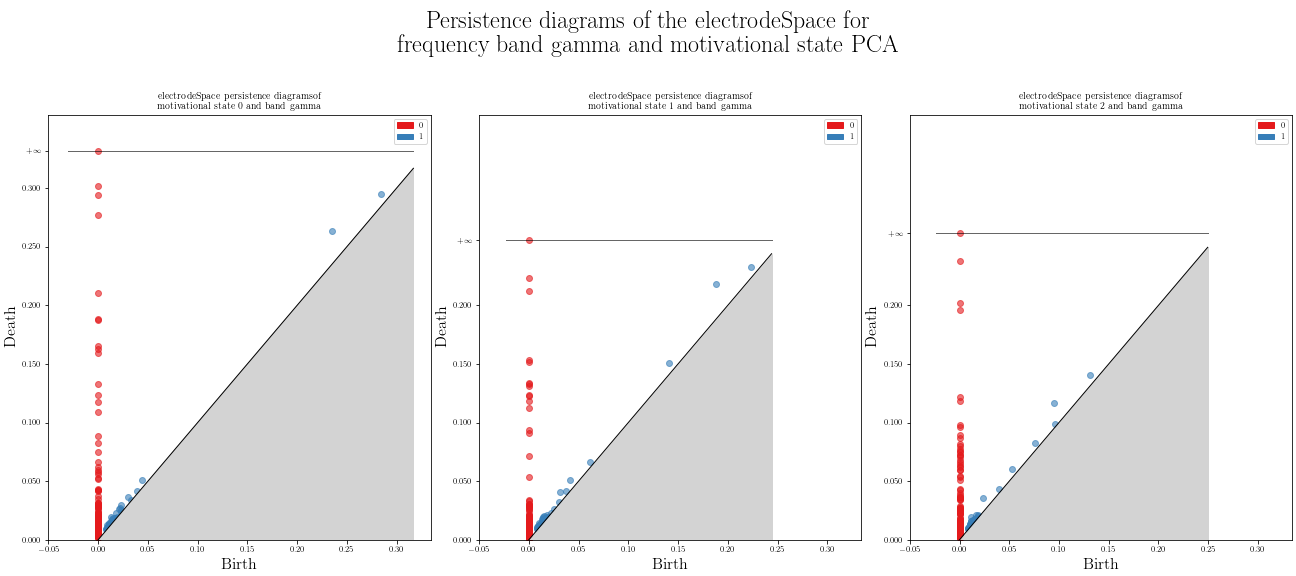 Persistence diagrams of the electrodeSpace for
frequency band gamma and motivational state PCA
electrodeSpace persistence diagramsof
motivational state 0 and band gamma
0
1
+∞
0.300
0.250
0.200
0.150
0.100
0.050
0.000
Death
−0.05 0.00 0.05 0.10 0.15 0.20 0.25 0.30
Birth
electrodeSpace persistence diagramsof
motivational state 1 and band gamma
0
1
+∞
0.200
0.150
0.100
0.050
0.000
Death
−0.05 0.00 0.05 0.10 0.15 0.20 0.25 0.30
Birth
electrodeSpace persistence diagramsof
motivational state 2 and band gamma
0
1
+∞
0.200
0.150
0.100
0.050
0.000
Death
−0.05 0.00 0.05 0.10 0.15 0.20 0.25 0.30
Birth